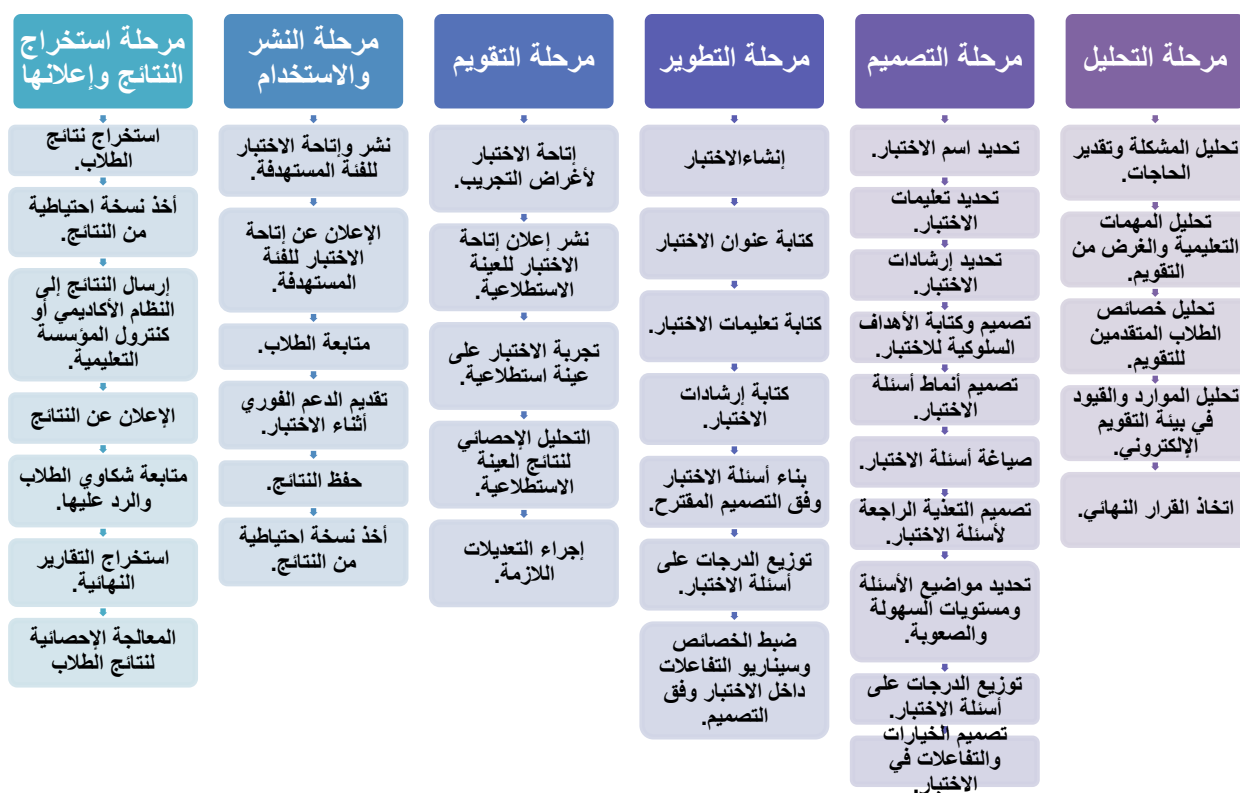 مرحلة التحليل
تحليل المشكلة وتقدير
الحاجات.
تحليل المهمات
التعليمية والغرض من
التقويم.
تحليل خصائص
الطلاب المتقدمين
للتقويم.
تحليل الموارد والقيود
في بيئة التقويم
الإلكتروني.
اتخاذ القرار النهائي.
مرحلة التصميم
تحديد اسم الاختبار.
تحديد تعليمات
الاختبار.
تحديد إرشادات
الاختبار.
تصميم وكتابة الأهداف
السلوكية للاختبار.
تصميم أنماط أسئلة
الاختبار.
صياغة أسئلة الاختبار.
تصميم التغذية الراجعة
لأسئلة الاختبار.
تحديد مواضيع الأسئلة
ومستويات السهولة
والصعوبة.
توزيع الدرجات على
أسئلة الاختبار.
تصميم الخيارات
والتفاعلات في
الاختبار.
مرحلة التطوير
إنشاءالاختبار
كتابة عنوان الاختبار
كتابة تعليمات الاختبار.
كتابة إرشادات
الاختبار.
بناء أسئلة الاختبار
وفق التصميم المقترح.
توزيع الدرجات على
أسئلة الاختبار.
ضبط الخصائص
وسيناريو التفاعلات
داخل الاختبار وفق
التصميم.
مرحلة التقويم
إتاحة الاختبار
لأغراض التجريب.
نشر إعلان إتاحة
الاختبار للعينة
الاستطلاعية.
تجربة الاختبار على
عينة استطلاعية.
التحليل الإحصائي
لنتائج العينة
الاستطلاعية.
إجراء التعديلات
اللازمة.
مرحلة النشر
والاستخدام
نشر وإتاحة الاختبار
للفئة المستهدفة.
الإعلان عن إتاحة
الاختبار للفئة
المستهدفة.
متابعة الطلاب.
تقديم الدعم الفوري
أثناء الاختبار.
حفظ النتائج.
أخذ نسخة احتياطية
من النتائج.
مرحلة استخراج
النتائج وإعلانها
استخراج نتائج
الطلاب.
أخذ نسخة احتياطية
من النتائج.
إرسال النتائج إلى
النظام الأكاديمي أو
كنترول المؤسسة
التعليمية.
الإعلان عن النتائج
متابعة شكاوي الطلاب
والرد عليها.
استخراج التقارير
النهائية.
المعالجة الإحصائية
لنتائج الطلاب